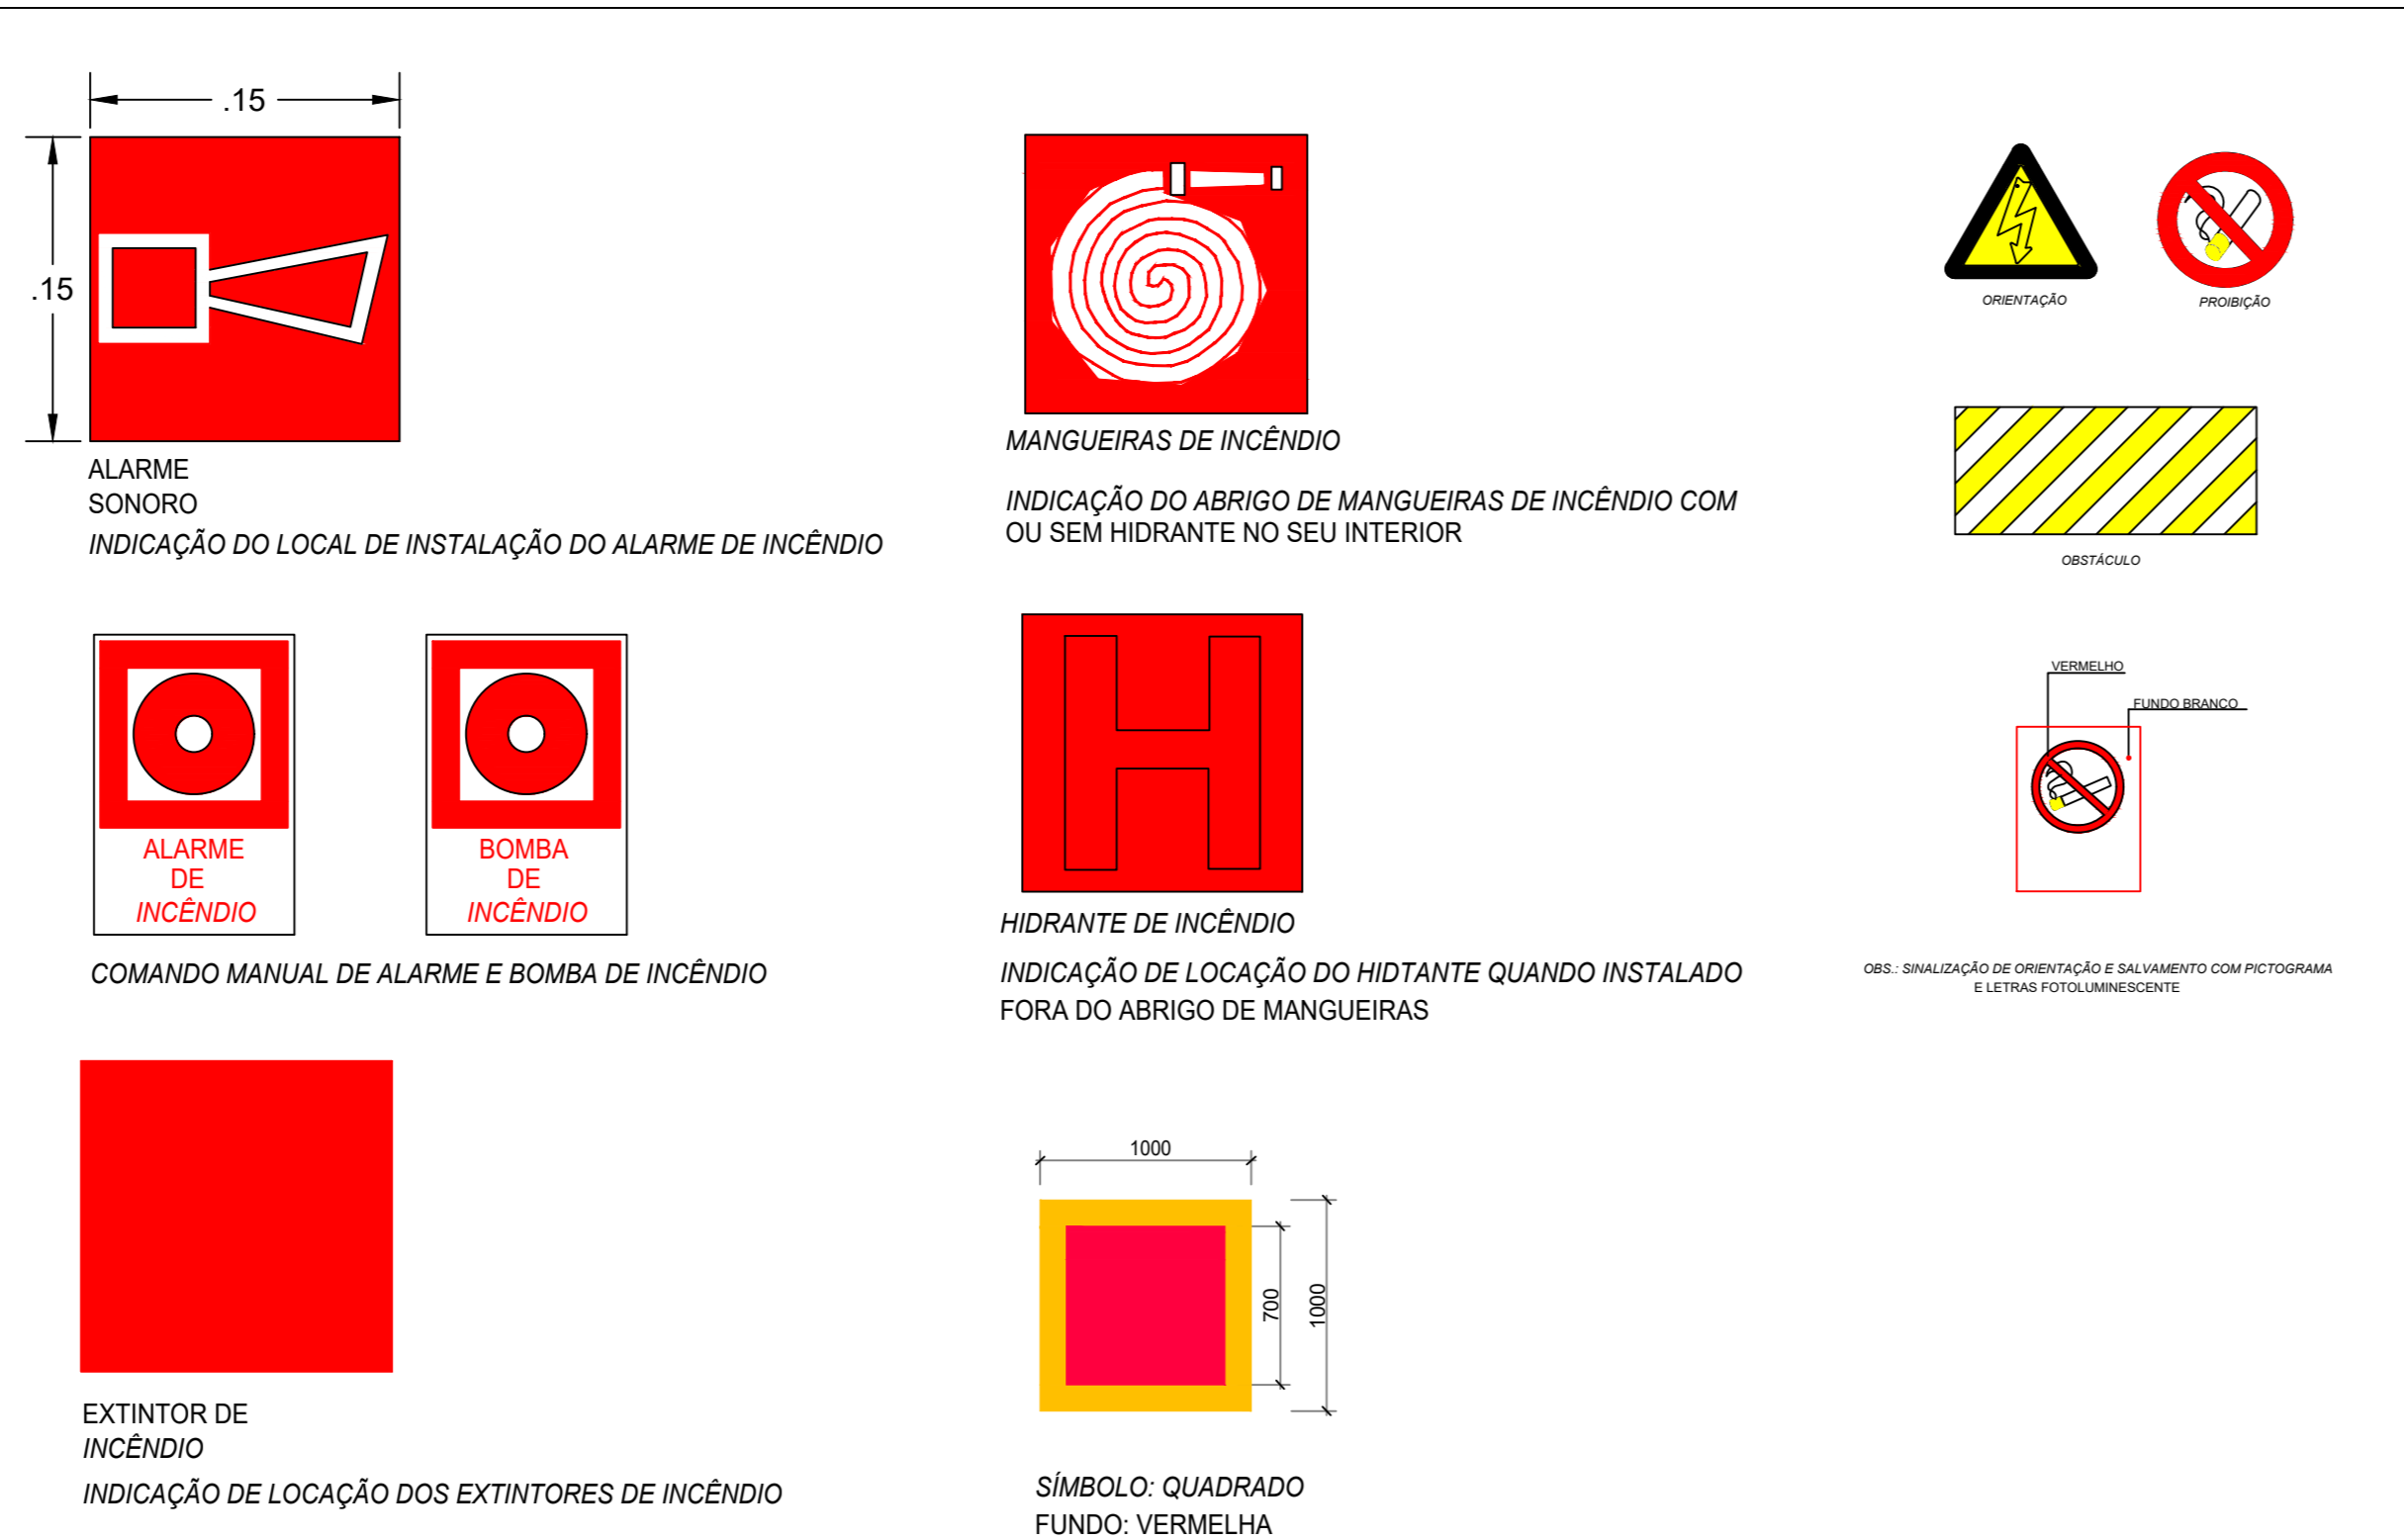 .15
.15
ALARME
SONORO
INDICAÇÃO DO LOCAL DE INSTALAÇÃO DO ALARME DE INCÊNDIO
MANGUEIRAS DE INCÊNDIO
INDICAÇÃO DO ABRIGO DE MANGUEIRAS DE INCÊNDIO COM
OU SEM HIDRANTE NO SEU INTERIOR
ORIENTAÇÃO
PROIBIÇÃO
OBSTÁCULO
ALARME
DE
INCÊNDIO
BOMBA
DE
INCÊNDIO
COMANDO MANUAL DE ALARME E BOMBA DE INCÊNDIO
H
HIDRANTE DE INCÊNDIO
INDICAÇÃO DE LOCAÇÃO DO HIDTANTE QUANDO INSTALADO
FORA DO ABRIGO DE MANGUEIRAS
VERMELHO
FUNDO BRANCO
OBS.: SINALIZAÇÃO DE ORIENTAÇÃO E SALVAMENTO COM PICTOGRAMA
E LETRAS FOTOLUMINESCENTE
EXTINTOR DE
INCÊNDIO
INDICAÇÃO DE LOCAÇÃO DOS EXTINTORES DE INCÊNDIO
1000
700
1000
SÍMBOLO: QUADRADO
FUNDO: VERMELHA